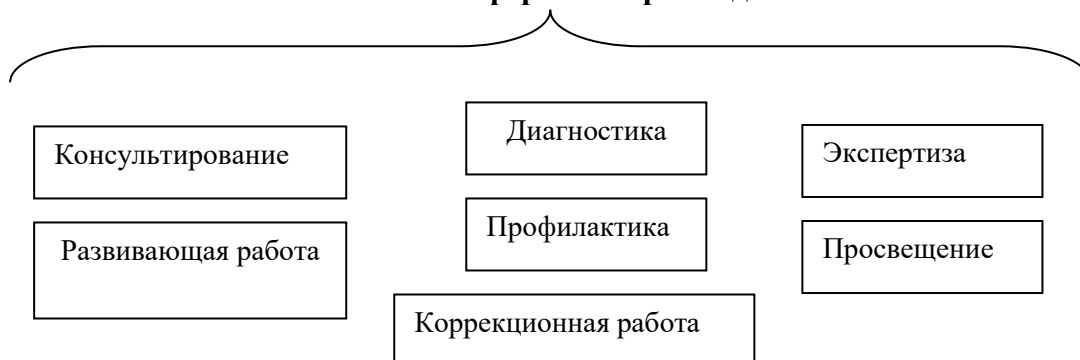 Диагностика
Консультирование
Экспертиза
Профилактика
Развивающая работа
Просвещение
Коррекционная работа